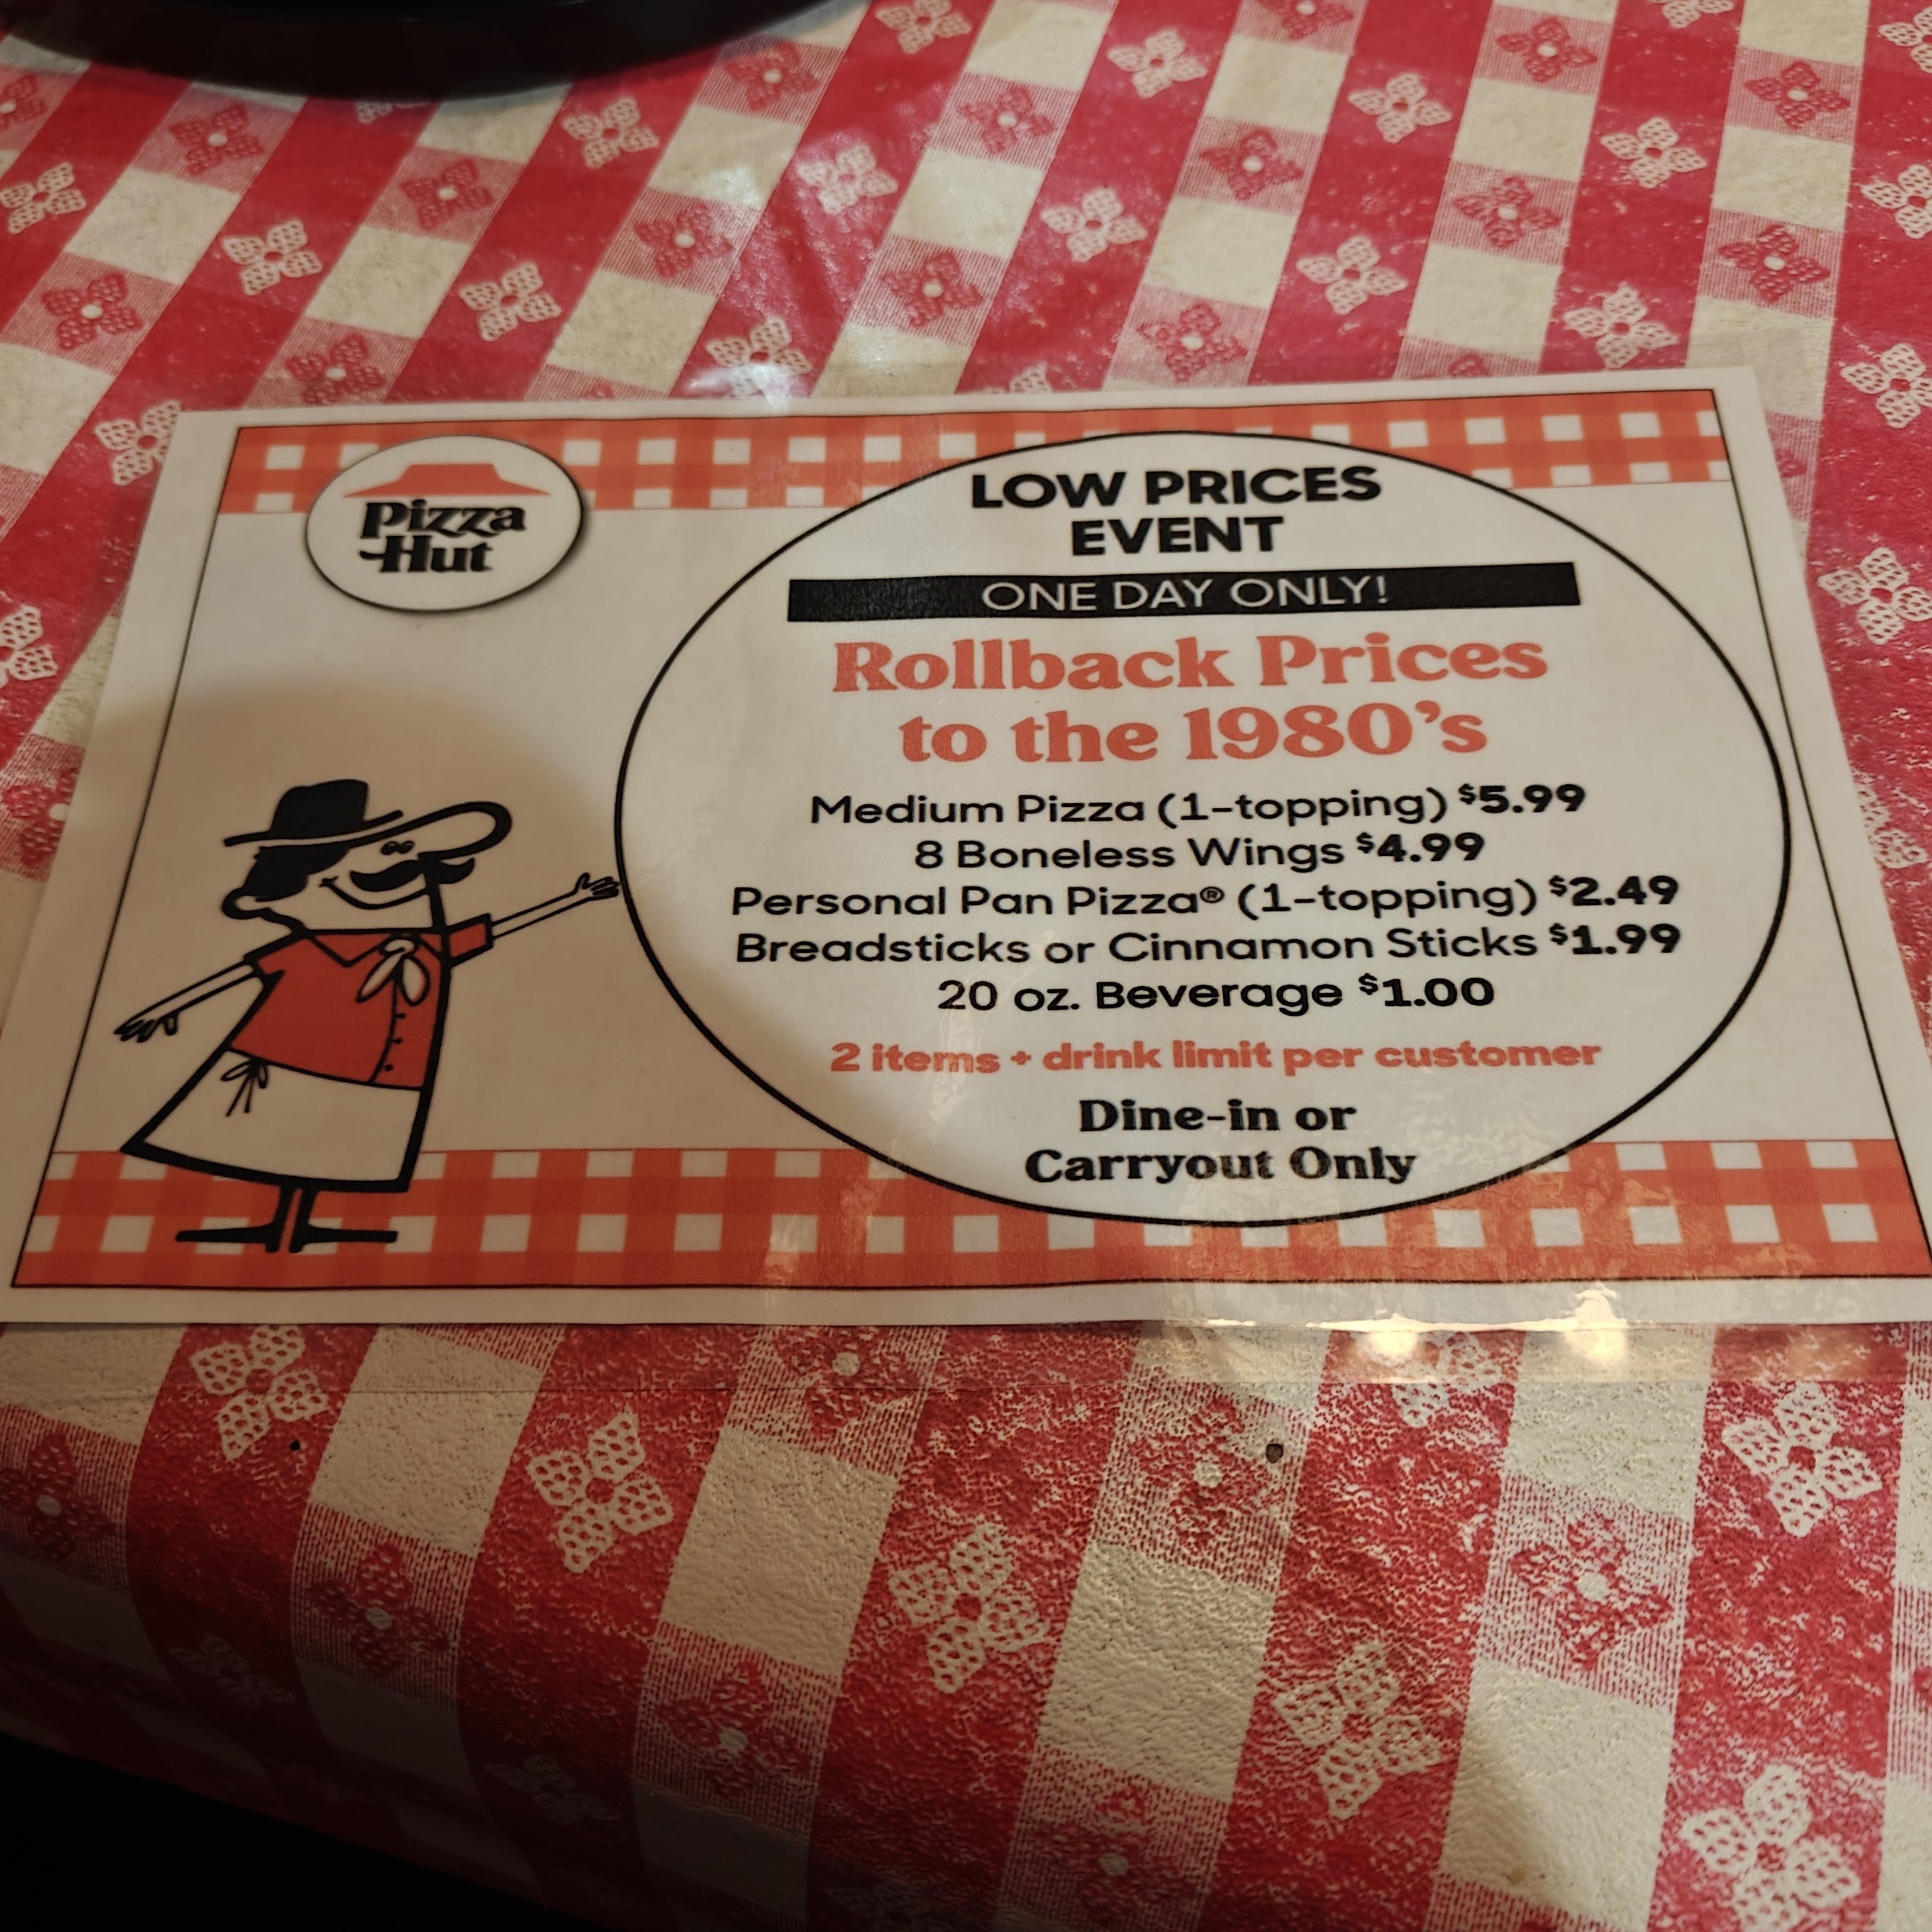 Pizza
Hut
LOW PRICES
EVENT
ONE DAY ONLY!
Rollback Prices
to the 1980's
Medium Pizza (1-topping) $5.99
8 Boneless Wings $4.99
Personal Pan Pizza® (1-topping) $2.49
Breadsticks or Cinnamon Sticks $1.99
20 oz. Beverage $1.00
2 items + drink limit per customer
Dine-in or
Carryout Only